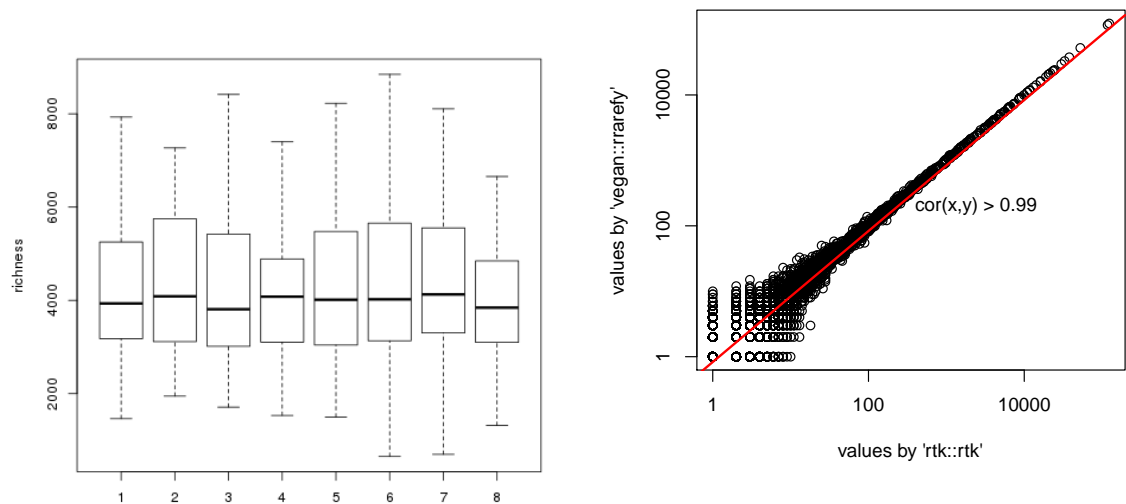 richness
8000
6000
4000
2000
1 2 3 4 5 6 7 8
values by 'vegan::rrarefy'
10000
100
1
cor(x,y) > 0.99
1 100 10000
values by 'rtk::rtk'